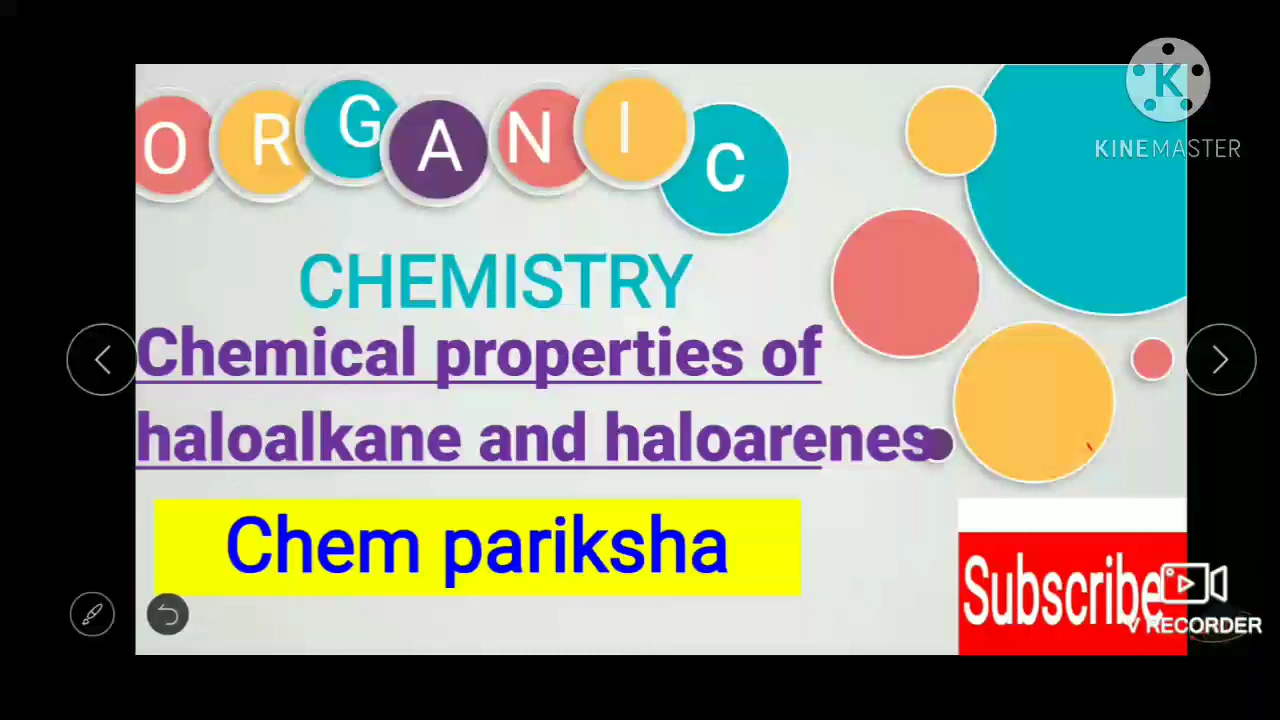 ORGANIC
K
KINEMASTER
CHEMISTRY
Chemical properties of
haloalkane and haloarenes
Chem pariksha
Subscribe
V RECORDER